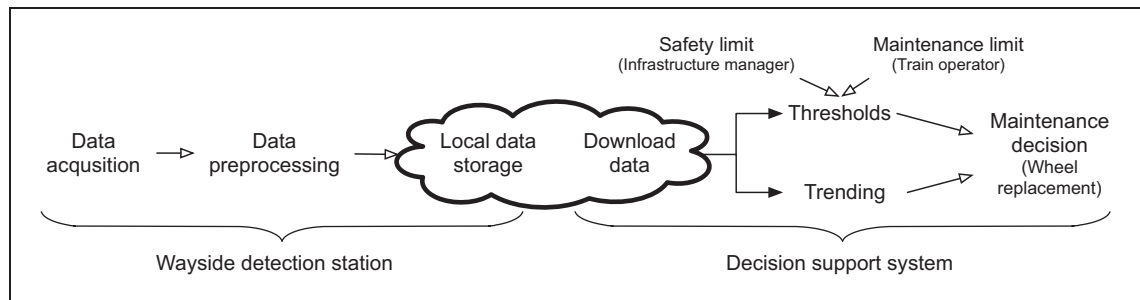 Safety limit
(Infrastructure manager)
Maintenance limit
(Train operator)
Data
acqusition
Data
preprocessing
Local data
storage
Download
data
Thresholds
Trending
Maintenance
decision
(Wheel
replacement)
Wayside detection station
Decision support system